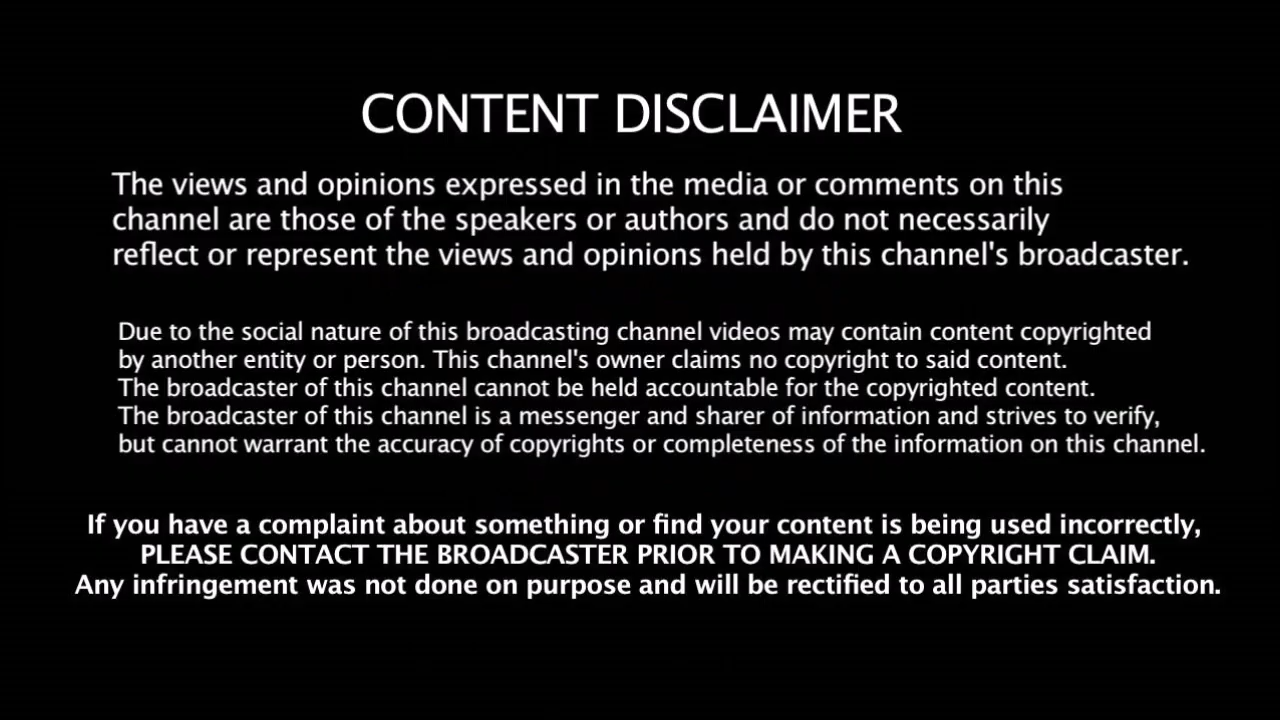 CONTENT DISCLAIMER
The views and opinions expressed in the media or comments on this
channel are those of the speakers or authors and do not necessarily
reflect or represent the views and opinions held by this channel's broadcaster.
Due to the social nature of this broadcasting channel videos may contain content copyrighted
by another entity or person. This channel's owner claims no copyright to said content.
The broadcaster of this channel cannot be held accountable for the copyrighted content.
The broadcaster of this channel is a messenger and sharer of information and strives to verify,
but cannot warrant the accuracy of copyrights or completeness of the information on this channel.
If you have a complaint about something or find your content is being used incorrectly,
PLEASE CONTACT THE BROADCASTER PRIOR TO MAKING A COPYRIGHT CLAIM.
Any infringement was not done on purpose and will be rectified to all parties satisfaction.